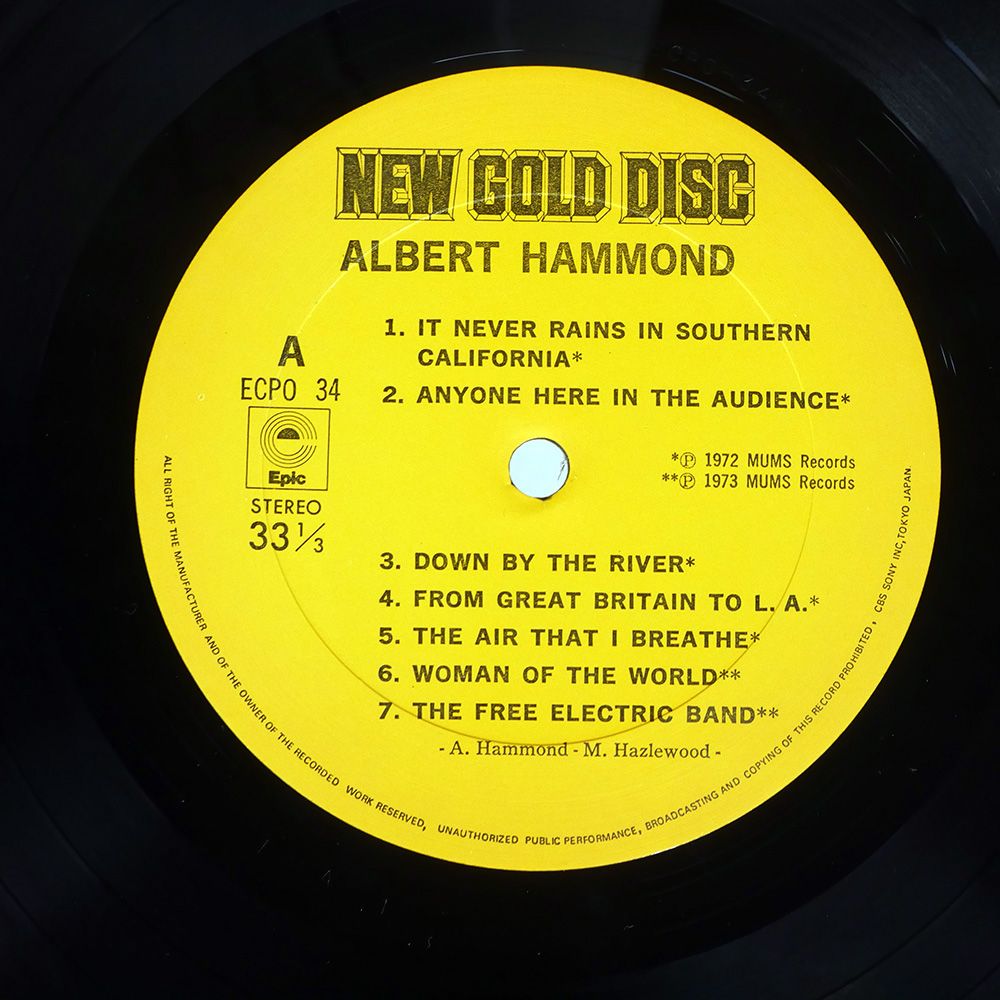 NEW GOLD DISC
ALBERT HAMMOND
1. IT NEVER RAINS IN SOUTHERN
CALIFORNIA*
2. ANYONE HERE IN THE AUDIENCE*
A
ECPO 34
Epic
STEREO
33 1/3
*Ⓟ 1972 MUMS Records
**Ⓟ 1973 MUMS Records
3. DOWN BY THE RIVER*
4. FROM GREAT BRITAIN TO L. A.*
5. THE AIR THAT I BREATHE*
6. WOMAN OF THE WORLD**
7. THE FREE ELECTRIC BAND**
- A. Hammond - M. Hazlewood -
ALL RIGHT OF THE MANUFACTURER AND OF THE OWNER OF THE RECORDED WORK RESERVED, UNAUTHORIZED PUBLIC PERFORMANCE, BROADCASTING AND COPYING OF THIS RECORD PROHIBITED, CBS SONY INC, TOKYO JAPAN